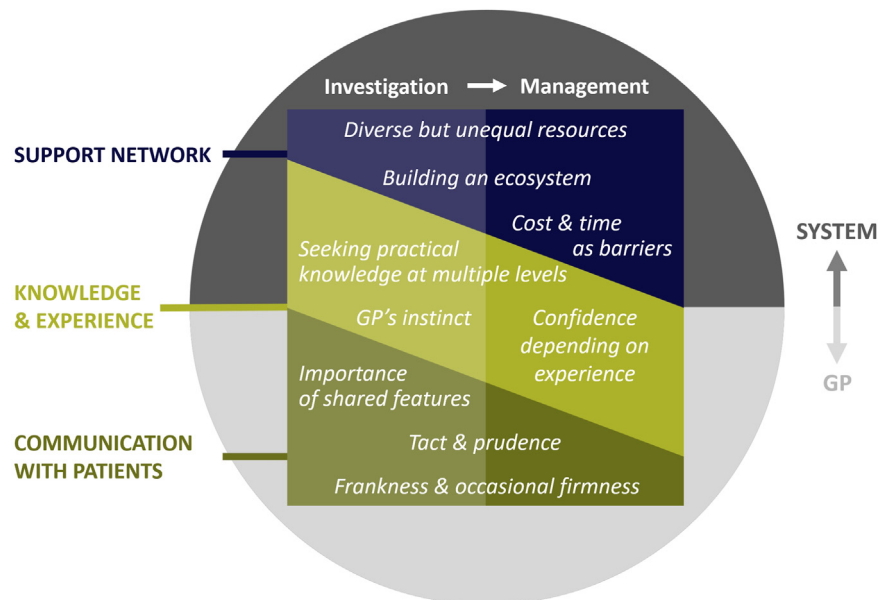 Investigation → Management
Diverse but unequal resources
SUPPORT NETWORK
Building an ecosystem
Cost & time
as barriers
SYSTEM
Seeking practical
knowledge at multiple levels
KNOWLEDGE
& EXPERIENCE
GP's instinct
Confidence
depending on
experience
GP
Importance
of shared features
COMMUNICATION
WITH PATIENTS
Tact & prudence
Frankness & occasional firmness